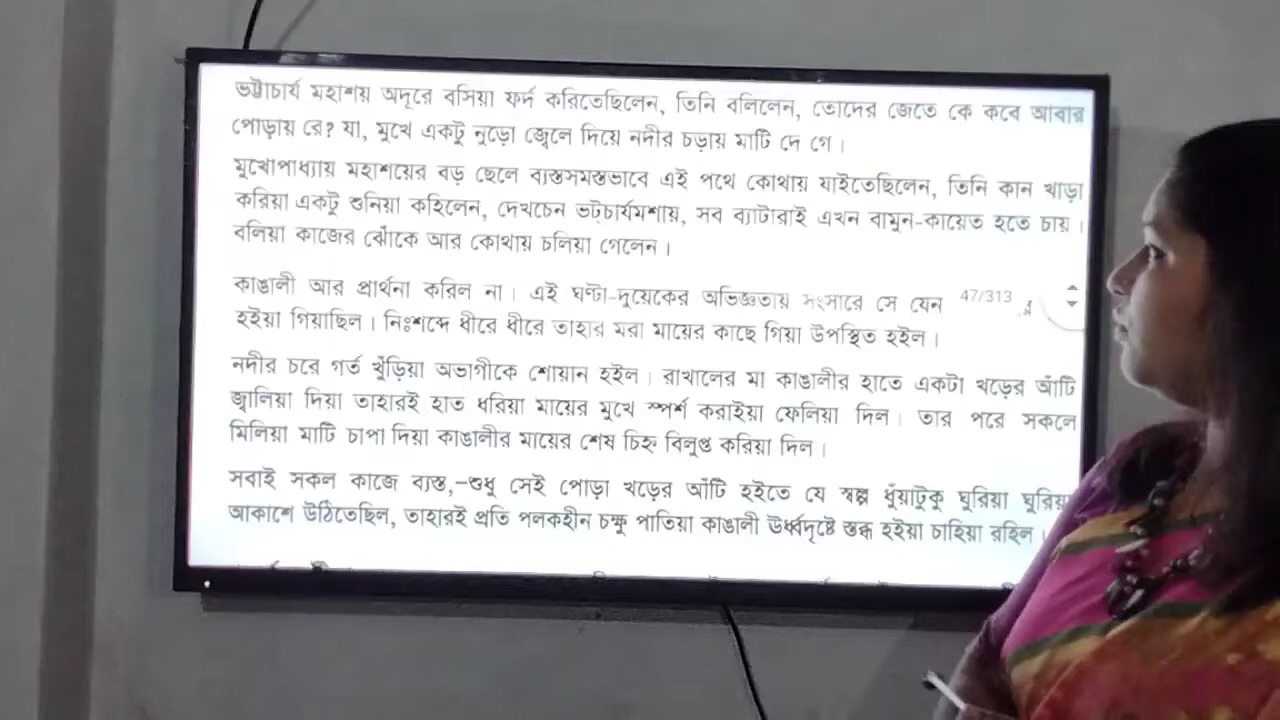 ভট্টাচার্য মহাশয় অদূরে বসিয়া ফর্দ করিতেছিলেন, তিনি বলিলেন, তোদের জেতে কে কবে আবার
পোড়ায় রে? যা, মুখে একটু নুড়ো জ্বেলে দিয়ে নদীর চড়ায় মাটি দে গে।
মুখোপাধ্যায় মহাশয়ের বড় ছেলে ব্যস্তসমস্তভাবে এই পথে কোথায় যাইতেছিলেন, তিনি কান খাড়া
করিয়া একটু শুনিয়া কহিলেন, দেখচেন ভট্‌চার্যমশায়, সব ব্যাটারাই এখন বামুন-কায়েত হতে চায়।
বলিয়া কাজের ঝোঁকে আর কোথায় চলিয়া গেলেন।
কাঙালী আর প্রার্থনা করিল না। এই ঘণ্টা-দুয়েকের অভিজ্ঞতায় সংসারে সে যেন
47/313
হইয়া গিয়াছিল। নিঃশব্দে ধীরে ধীরে তাহার মরা মায়ের কাছে গিয়া উপস্থিত হইল।
নদীর চরে গর্ত খুঁড়িয়া অভাগীকে শোয়ান হইল। রাখালের মা কাঙালীর হাতে একটা খড়ের আঁটি
জ্বালিয়া দিয়া তাহারই হাত ধরিয়া মায়ের মুখে স্পর্শ করাইয়া ফেলিয়া দিল। তার পরে সকলে
মিলিয়া মাটি চাপা দিয়া কাঙালীর মায়ের শেষ চিহ্ন বিলুপ্ত করিয়া দিল।
সবাই সকল কাজে ব্যস্ত,–শুধু সেই পোড়া খড়ের আঁটি হইতে যে স্বল্প ধুঁয়াটুকু ঘুরিয়া ঘুরিয়া
আকাশে উঠিতেছিল, তাহারই প্রতি পলকহীন চক্ষু পাতিয়া কাঙালী ঊর্ধ্বদৃষ্টে স্তব্ধ হইয়া চাহিয়া রহিল।